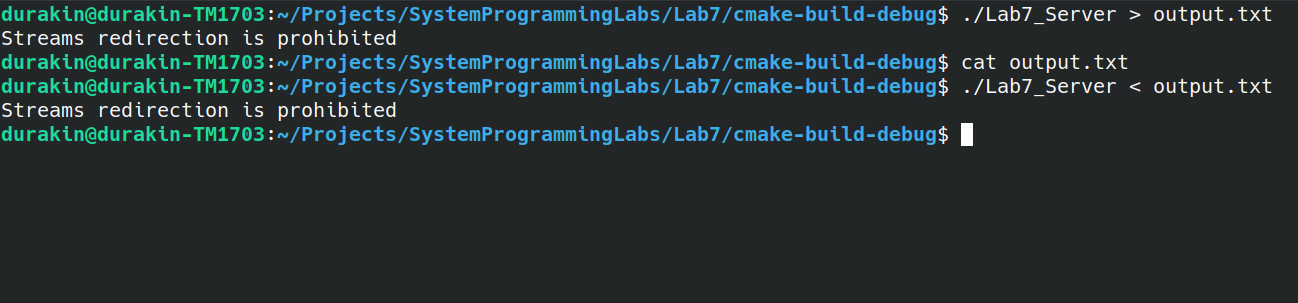 durakin@durakin-TM1703:~/Projects/SystemProgrammingLabs/Lab7/cmake-build-debug$ ./Lab7_Server > output.txt
Streams redirection is prohibited
durakin@durakin-TM1703:~/Projects/SystemProgrammingLabs/Lab7/cmake-build-debug$ cat output.txt
durakin@durakin-TM1703:~/Projects/SystemProgrammingLabs/Lab7/cmake-build-debug$ ./Lab7_Server < output.txt
Streams redirection is prohibited
durakin@durakin-TM1703:~/Projects/SystemProgrammingLabs/Lab7/cmake-build-debug$